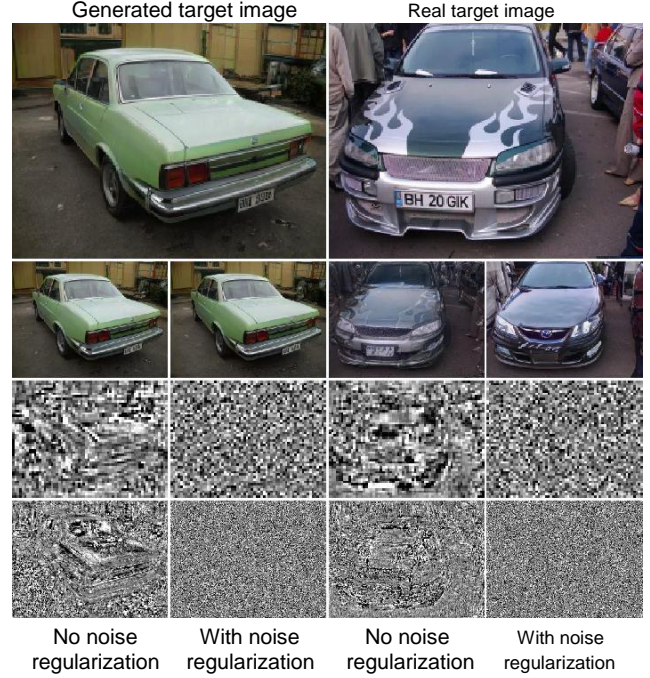 Generated target image
Real target image
BH 20 GIK
No noise
regularization
With noise
regularization
No noise
regularization
With noise
regularization